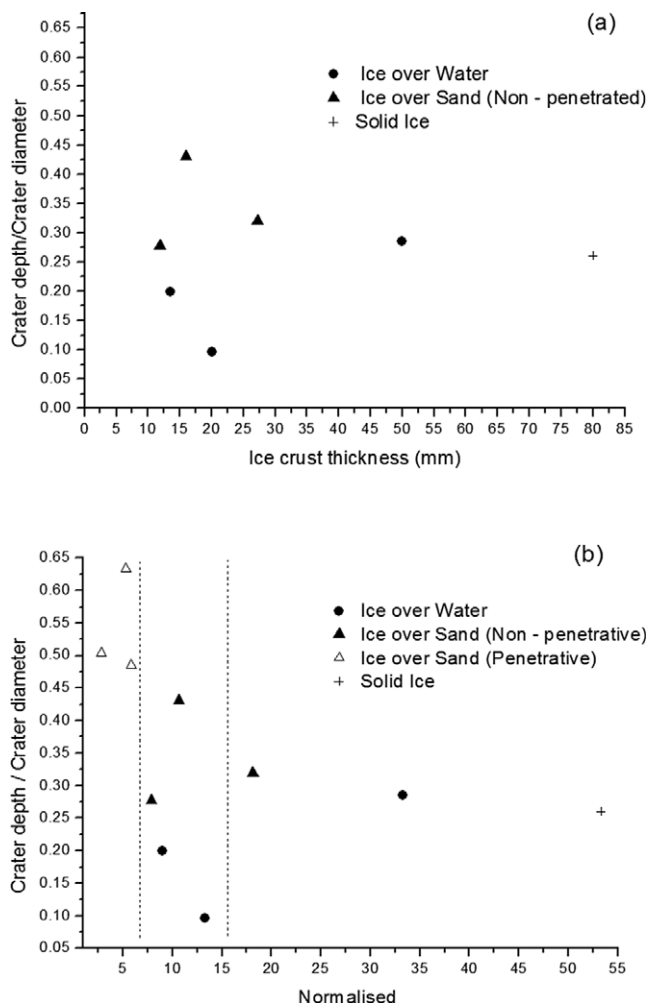 (a)
Ice over Water
Ice over Sand (Non - penetrated)
Solid Ice
Crater depth/Crater diameter
0.65
0.60
0.55
0.50
0.45
0.40
0.35
0.30
0.25
0.20
0.15
0.10
0.05
0.00
0 5 10 15 20 25 30 35 40 45 50 55 60 65 70 75 80 85
Ice crust thickness (mm)
(b)
Ice over Water
Ice over Sand (Non - penetrative)
Ice over Sand (Penetrative)
Solid Ice
Crater depth / Crater diameter
0.65
0.60
0.55
0.50
0.45
0.40
0.35
0.30
0.25
0.20
0.15
0.10
0.05
5 10 15 20 25 30 35 40 45 50 55
Normalised